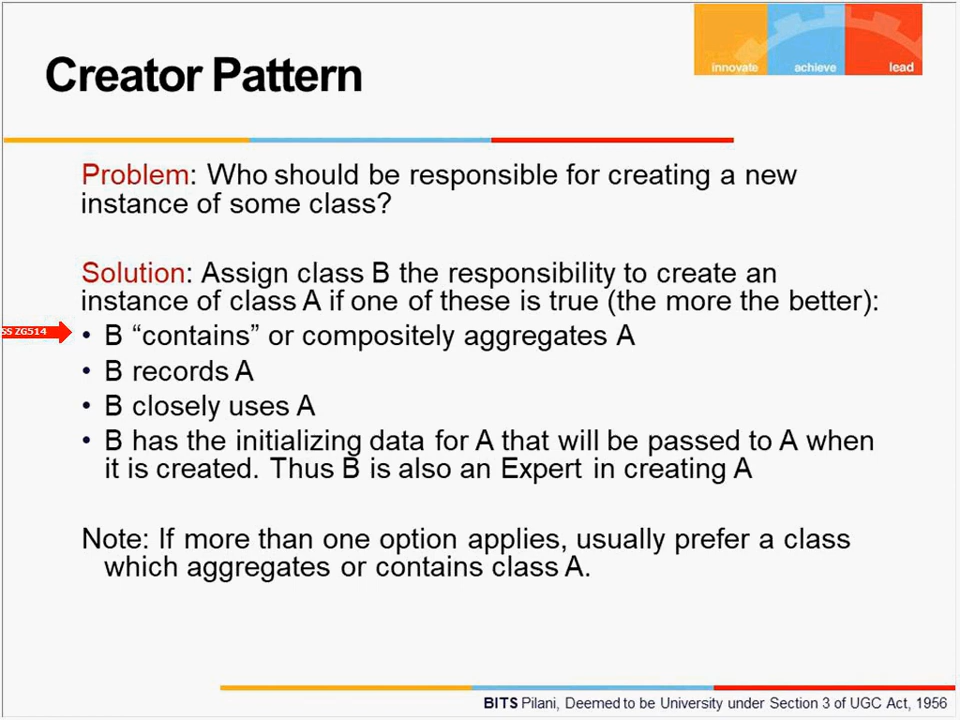 innovate achieve lead
Creator Pattern
Problem: Who should be responsible for creating a new
instance of some class?
Solution: Assign class B the responsibility to create an
instance of class A if one of these is true (the more the better):
SS ZG514
• B “contains” or compositely aggregates A
• B records A
• B closely uses A
• B has the initializing data for A that will be passed to A when
it is created. Thus B is also an Expert in creating A
Note: If more than one option applies, usually prefer a class
which aggregates or contains class A.
BITS Pilani, Deemed to be University under Section 3 of UGC Act, 1956